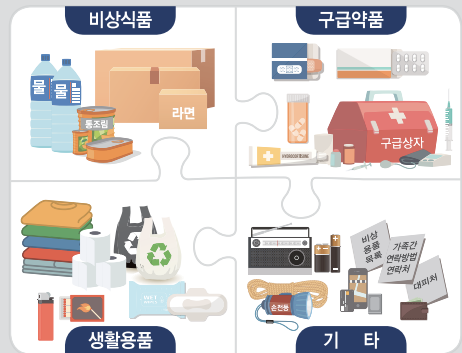 비상식품
물
물
통조림
라면
구급약품
HYDROCORTISONE
구급상자
생활용품
기 타
손전등
비상
용품
목록
가족간
연락방법
연락처
대피처